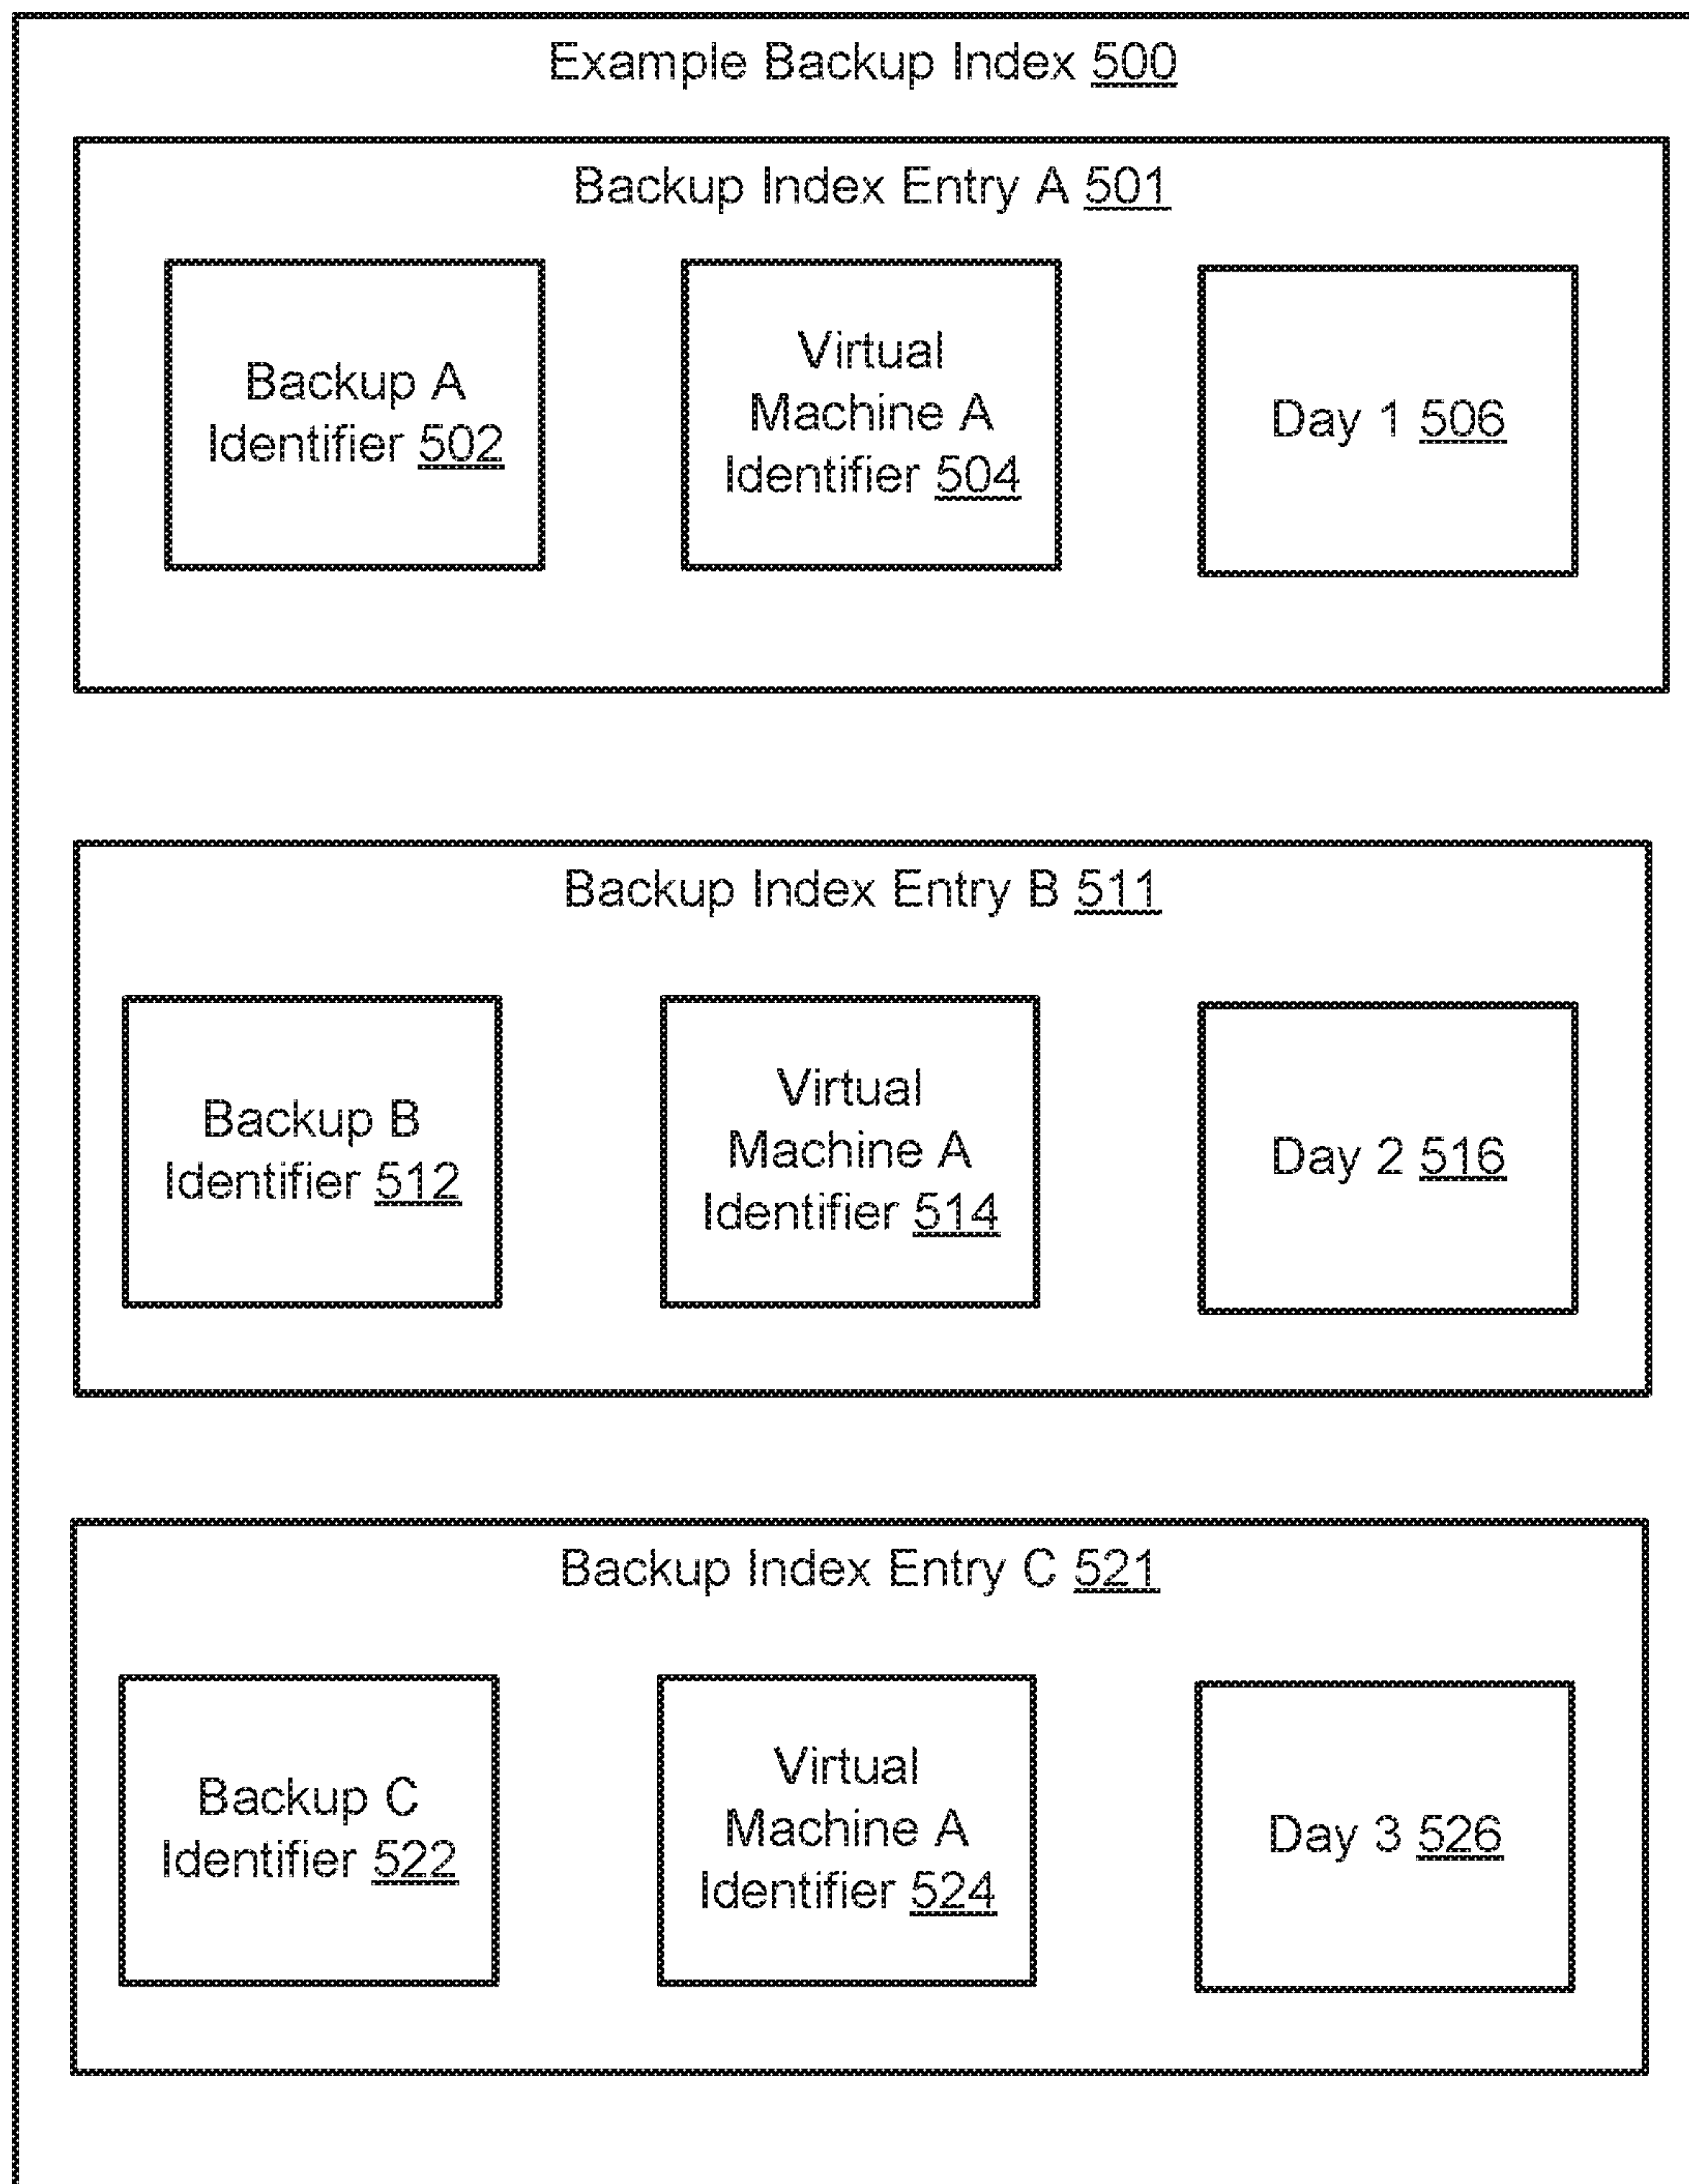 Example Backup Index 500
Backup Index Entry A 501
Backup A
Identifier 502
Virtual
Machine A
Identifier 504
Day 1 506
Backup Index Entry B 511
Backup B
Identifier 512
Virtual
Machine A
Identifier 514
Day 2 516
Backup Index Entry C 521
Backup C
Identifier 522
Virtual
Machine A
Identifier 524
Day 3 526